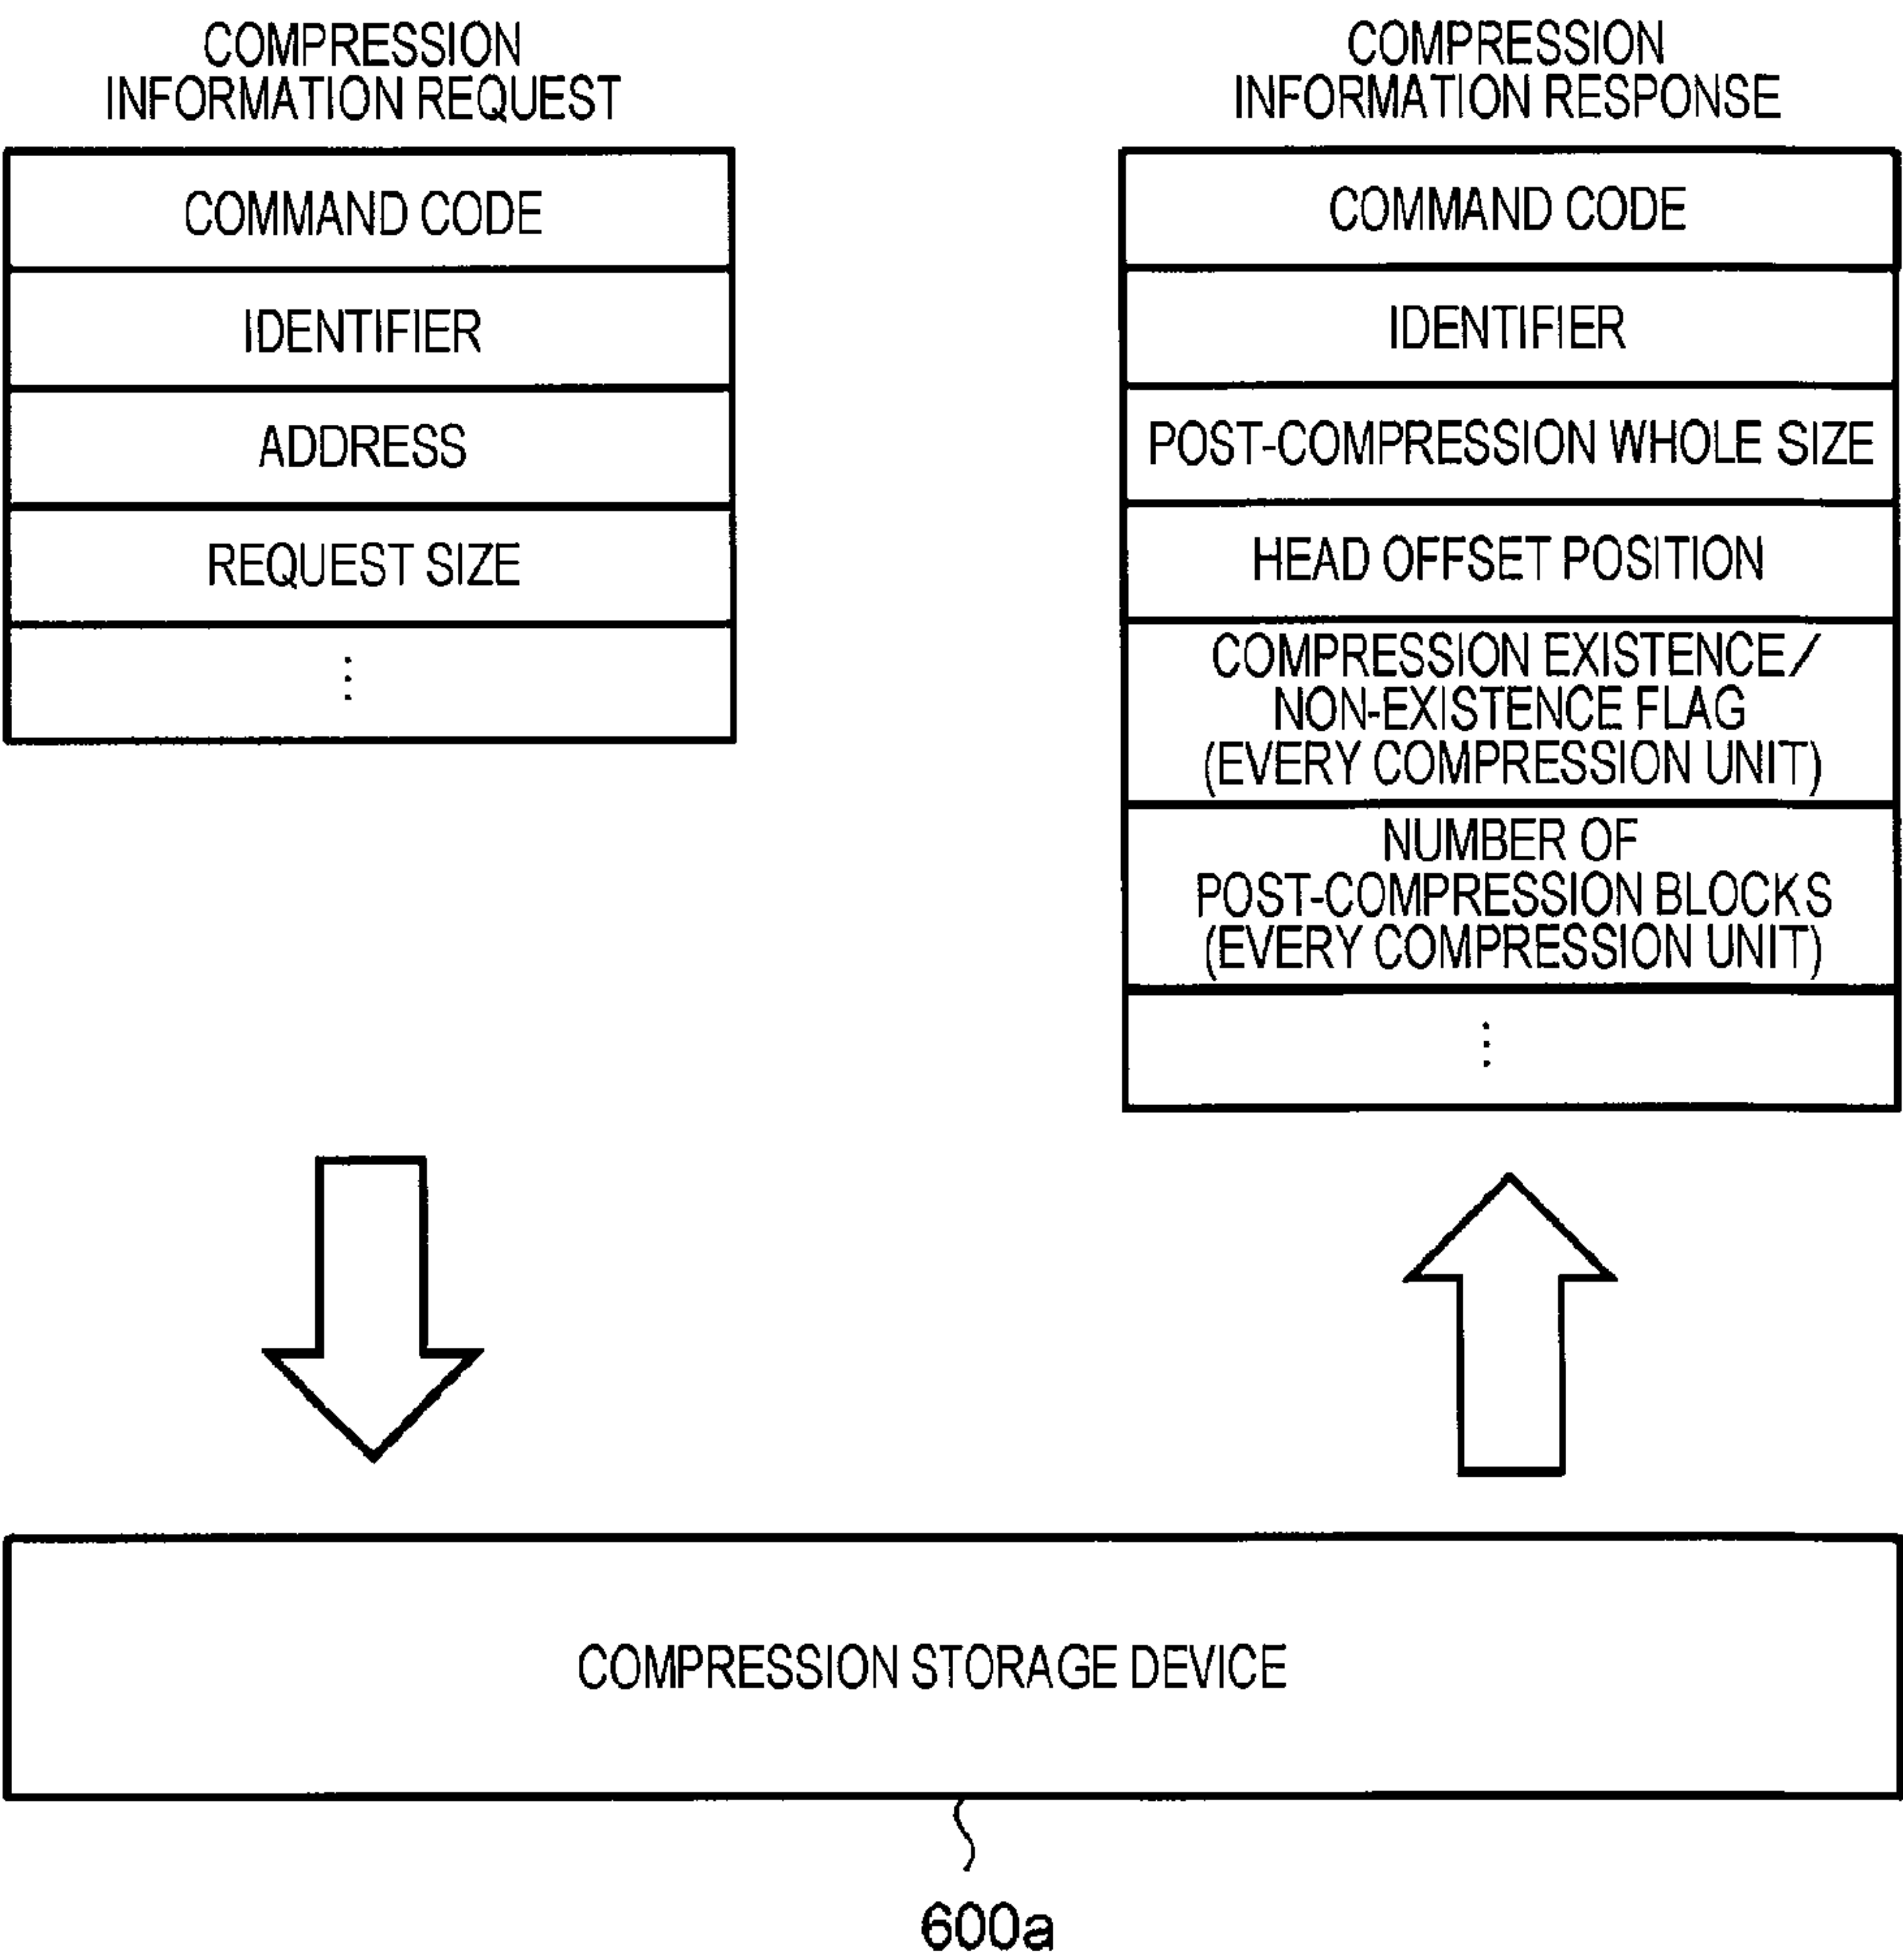 COMPRESSION
INFORMATION REQUEST
COMMAND CODE
IDENTIFIER
ADDRESS
REQUEST SIZE
⋮
COMPRESSION
INFORMATION RESPONSE
COMMAND CODE
IDENTIFIER
POST-COMPRESSION WHOLE SIZE
HEAD OFFSET POSITION
COMPRESSION EXISTENCE/
NON-EXISTENCE FLAG
(EVERY COMPRESSION UNIT)
NUMBER OF
POST-COMPRESSION BLOCKS
(EVERY COMPRESSION UNIT)
⋮
COMPRESSION STORAGE DEVICE
600a